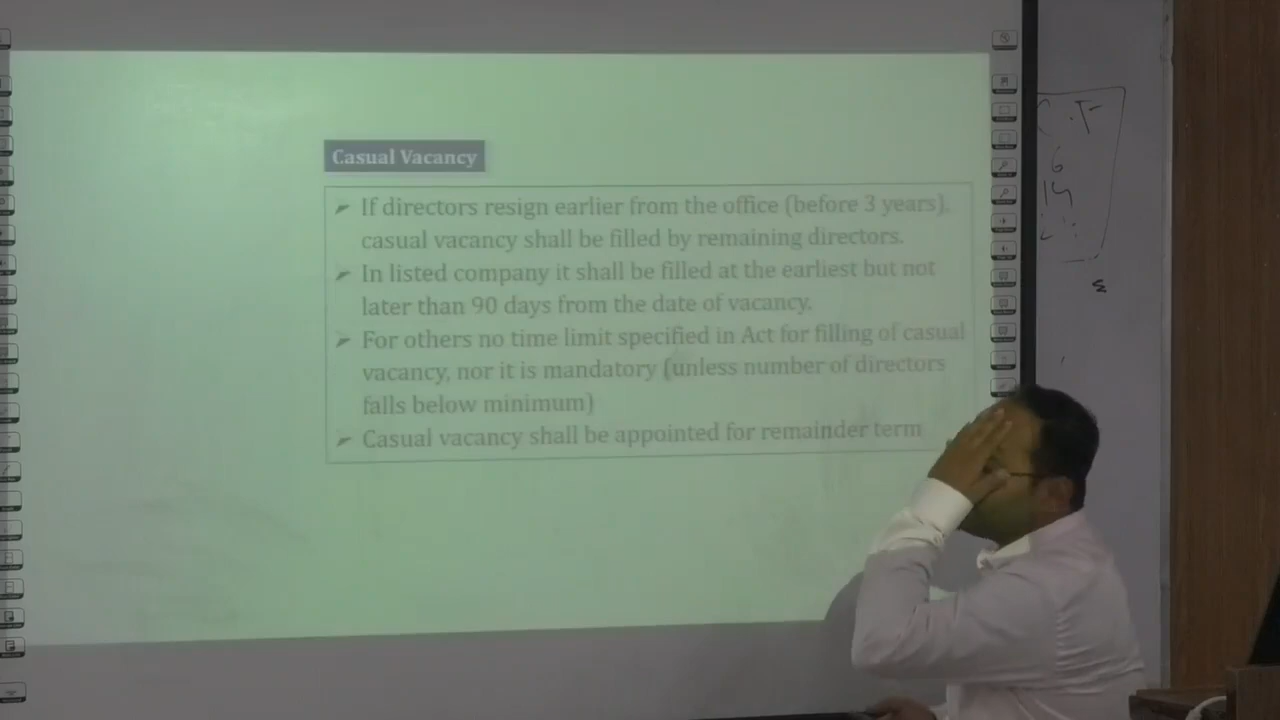 Casual Vacancy
➢ If directors resign earlier from the office (before 3 years),
casual vacancy shall be filled by remaining directors.
➢ In listed company it shall be filled at the earliest but not
later than 90 days from the date of vacancy.
➢ For others no time limit specified in Act for filling of casual
vacancy, nor it is mandatory (unless number of directors
falls below minimum)
➢ Casual vacancy shall be appointed for remainder term
6